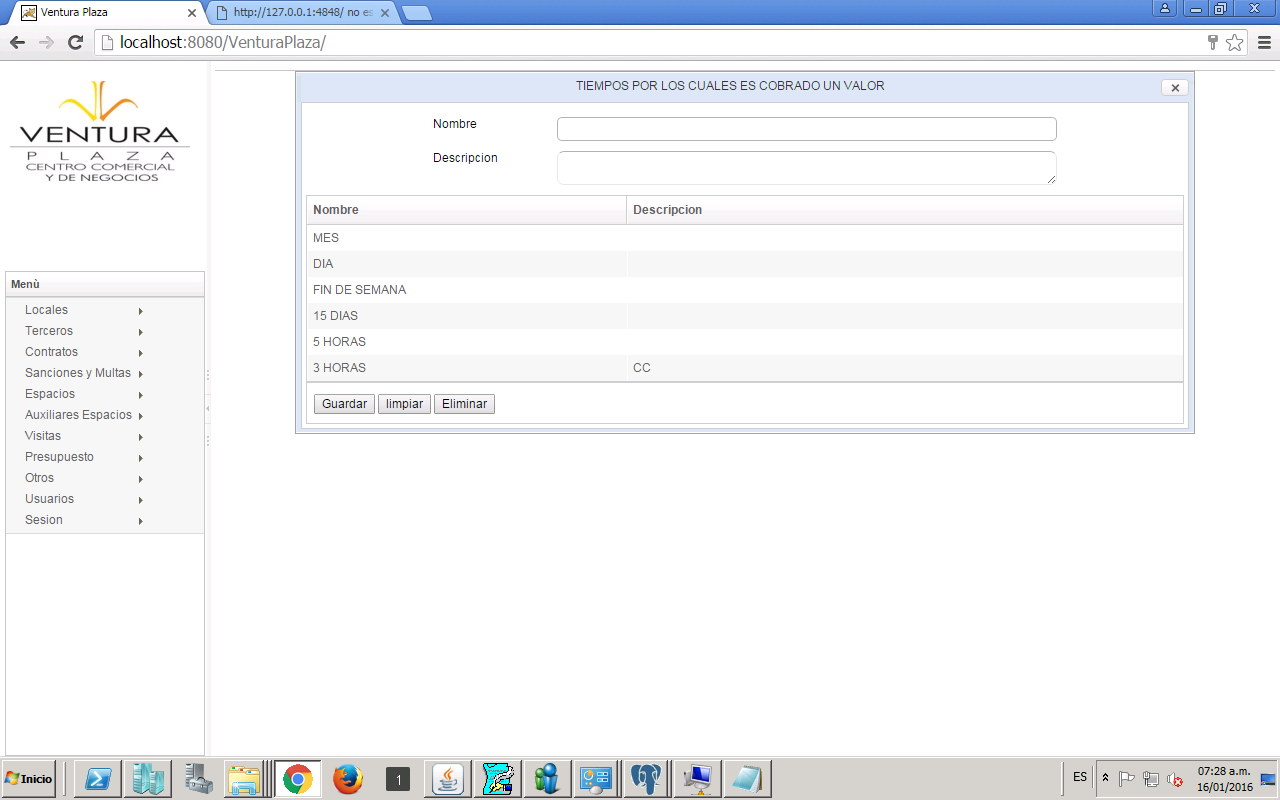 Ventura Plaza
http://127.0.0.1:4848/ no es
localhost:8080/VenturaPlaza/
VENTURA
PLAZA
CENTRO COMERCIAL
Y DE NEGOCIOS
Menù
Locales
Terceros
Contratos
Sanciones y Multas
Espacios
Auxiliares Espacios
Visitas
Presupuesto
Otros
Usuarios
Sesion
TIEMPOS POR LOS CUALES ES COBRADO UN VALOR
Nombre
Descripcion
Nombre Descripcion
MES
DIA
FIN DE SEMANA
15 DIAS
5 HORAS
3 HORAS CC
Guardar limpiar Eliminar
Inicio
1
ES
07:28 a.m.
16/01/2016